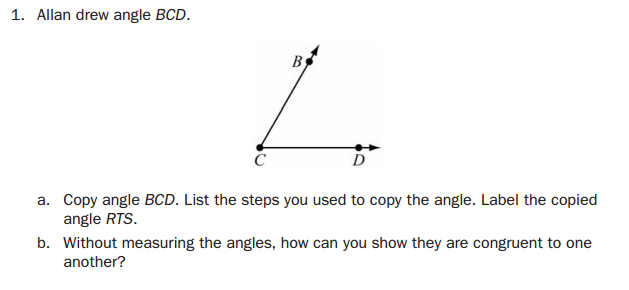 1. Allan drew angle BCD.
B
C
D
a. Copy angle BCD. List the steps you used to copy the angle. Label the copied
angle RTS.
b. Without measuring the angles, how can you show they are congruent to one
another?